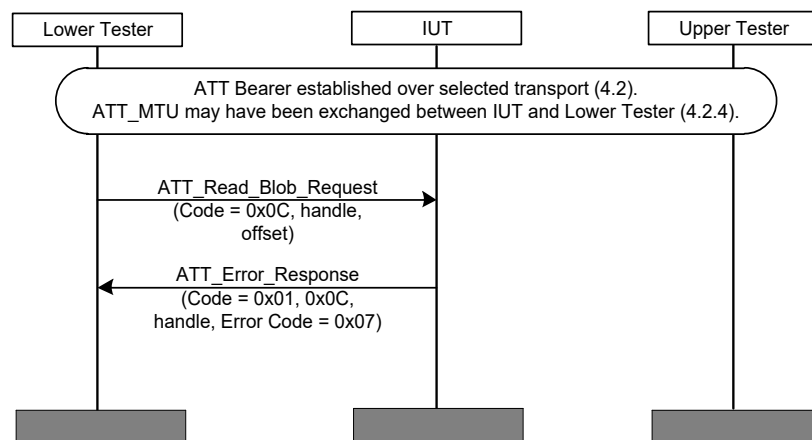 Lower Tester
IUT
Upper Tester
ATT Bearer established over selected transport (4.2).
ATT_MTU may have been exchanged between IUT and Lower Tester (4.2.4).
ATT_Read_Blob_Request
(Code = 0x0C, handle,
offset)
ATT_Error_Response
(Code = 0x01, 0x0C,
handle, Error Code = 0x07)